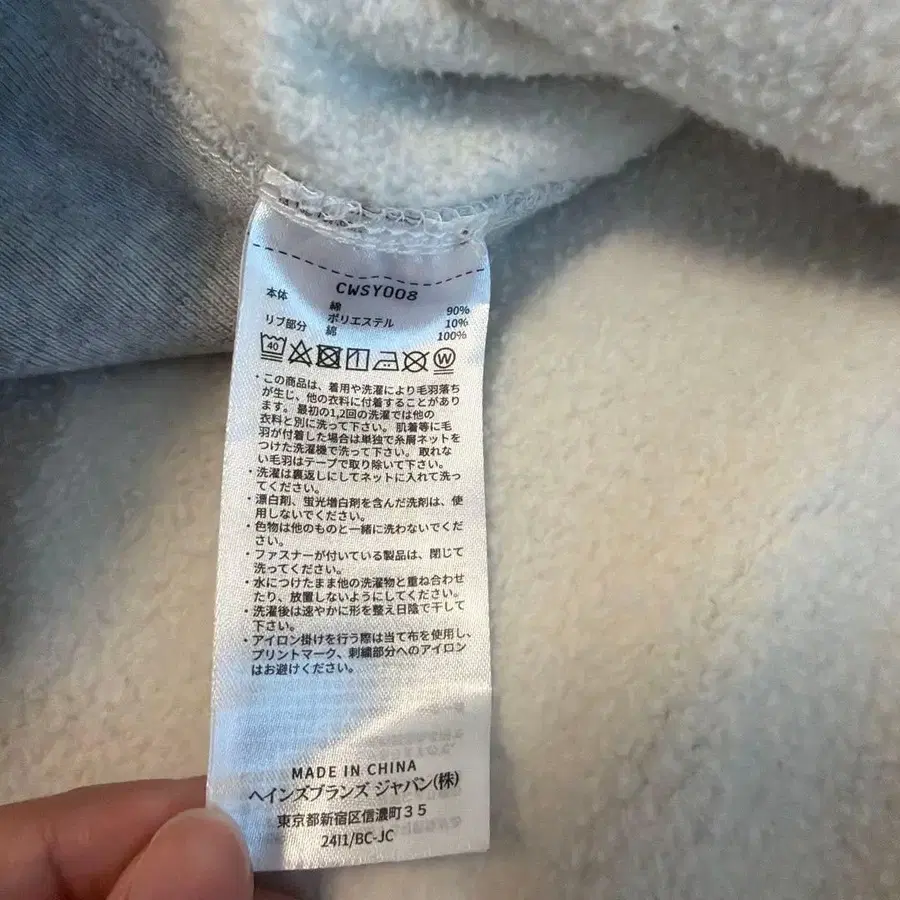 CWSY008
本体 綿 90%
ポリエステル 10%
リブ部分 綿 100%
40 W
・この商品は、着用や洗濯により毛羽落ち
が生じ、他の衣料に付着することがあり
ます。最初の1,2回の洗濯では他の
衣料と別に洗って下さい。肌着等に毛
羽が付着した場合は単独で糸屑ネットを
つけた洗濯機で洗って下さい。取れな
い毛羽はテープで取り除いて下さい。
・洗濯は裏返しにしてネットに入れて洗っ
てください。
・漂白剤、蛍光増白剤を含んだ洗剤は、使
用しないでください。
・色物は他のものと一緒に洗わないでくだ
さい。
・ファスナーが付いている製品は、閉じて
洗ってください。
・水につけたまま他の洗濯物と重ね合わせ
たり、放置しないようにしてください。
・洗濯後は速やかに形を整え日陰で干して
下さい。
・アイロン掛けを行う際は当て布を使用し、
プリントマーク、刺繍部分へのアイロン
はお避けください。
MADE IN CHINA
ヘインズブランズ ジャパン(株)
東京都新宿区信濃町35
24I1/BC-JC